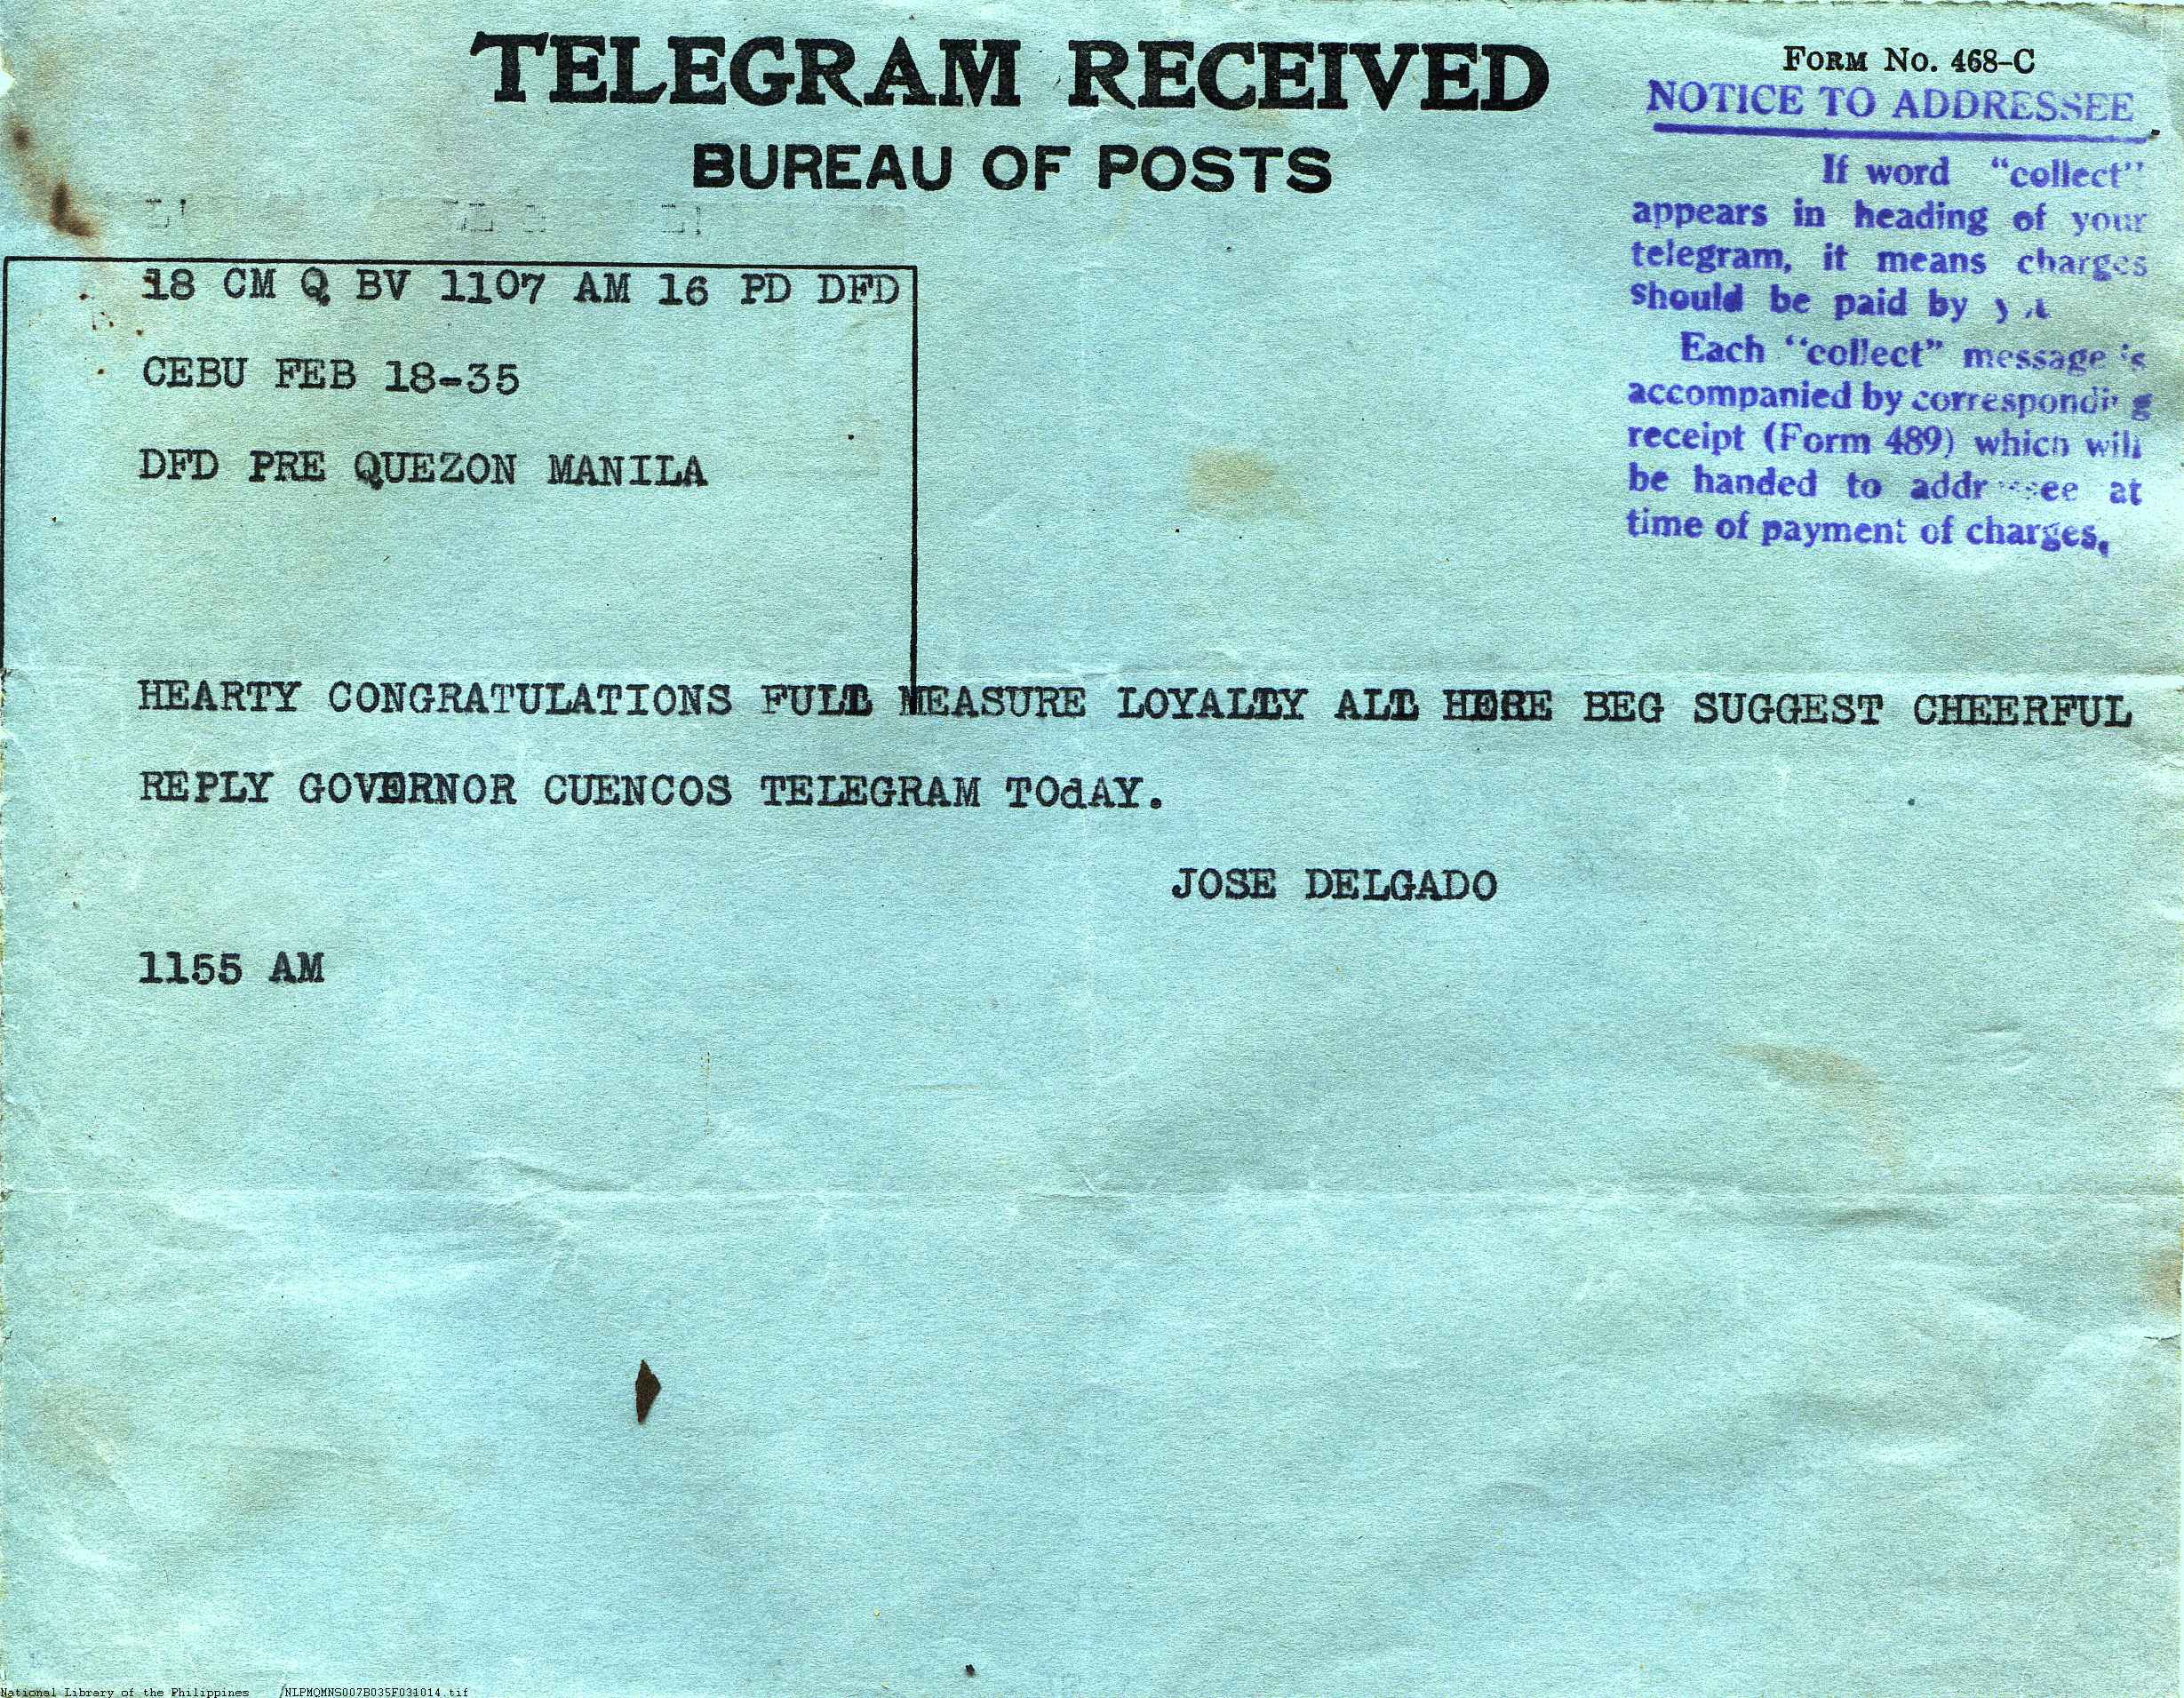 TELEGRAM RECEIVED
BUREAU OF POSTS
FORM NO. 468-C
NOTICE TO ADDRESSEE
If word "collect"
appears in heading of your
telegram, it means charges
should be paid by
Each "collect" message is
accompanied by corresponding
receipt (Form 489) which will
be handed to addressee at
time of payment of charges.
18 CM Q BV 1107 AM 16 PD DFD
CEBU FEB 18-35
DFD PRE QUEZON MANILA
HEARTY CONGRATULATIONS FULL MEASURE LOYALTY ALL HERE BEG SUGGEST CHEERFUL
REPLY GOVERNOR CUENCOS TELEGRAM TOdAY.
JOSE DELGADO
1155 AM
National Library of the Philippines /NLPMQMNS007B035F031014.tif